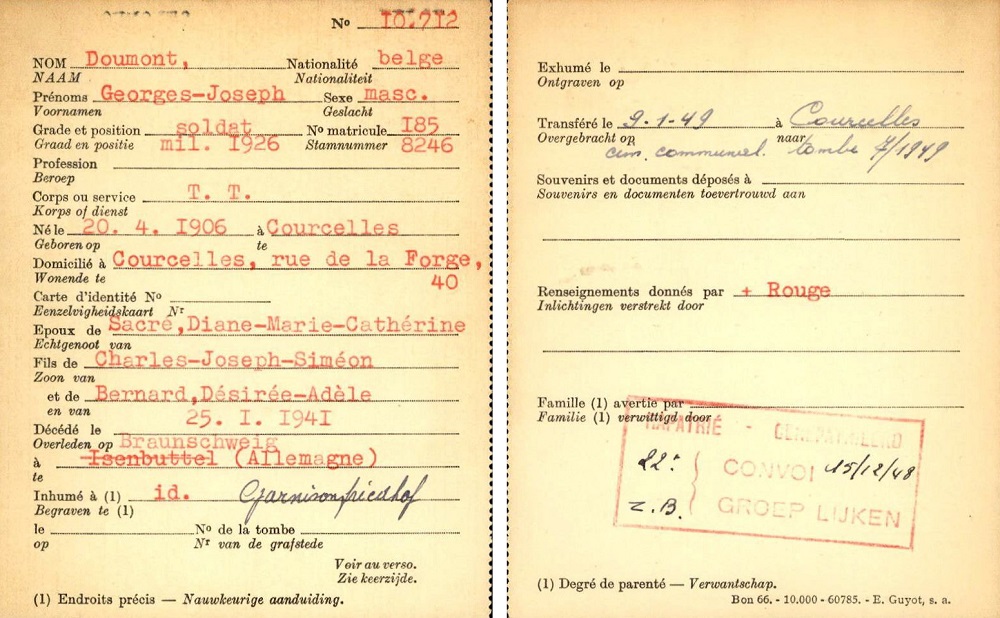 No 10.712
NOM Doumont, Nationalité belge
NAAM Nationaliteit
Prénoms Georges-Joseph Sexe masc.
Voornamen Geslacht
Grade et position soldat No matricule I85
Graad en positie mil. I926 Stamnummer 8246
Profession
Beroep
Corps ou service T. T.
Korps of dienst
Né le 20. 4. I906 à Courcelles
Geboren op te
Domicilié à Courcelles, rue de la Forge,
Wonende te 40
Carte d'identité No
Eenzelvigheidskaart Nr
Epoux de Sacré,Diane-Marie-Cathérine
Echtgenoot van
Fils de Charles-Joseph-Siméon
Zoon van
et de Bernard,Désirée-Adèle
en van
25. I. I94I
Décédé le
Overleden op Braunschweig
à Isenbuttel (Allemagne)
te
Inhumé à (1) id. Garnisonfriedhof
Begraven te (1)
le No de la tombe
op Nr van de grafstede
Voir au verso.
Zie keerzijde.
(1) Endroits précis — Nauwkeurige aanduiding.
Exhumé le
Ontgraven op
Transféré le 9-1-49 à Courcelles
Overgebracht op naar
cim. communal. tombe 7/1949
Souvenirs et documents déposés à
Souvenirs en documenten toevertrouwd aan
Renseignements donnés par + Rouge
Inlichtingen verstrekt door
Famille (1) avertie par
Familie (1) verwittigd door
RAPATRIÉ - GEREPATRIEERD
22e CONVOI 15/12/48
Z.B. GROEP LIJKEN
(1) Degré de parenté — Verwantschap.
Bon 66. - 10.000 - 60785. - E. Guyot, s. a.